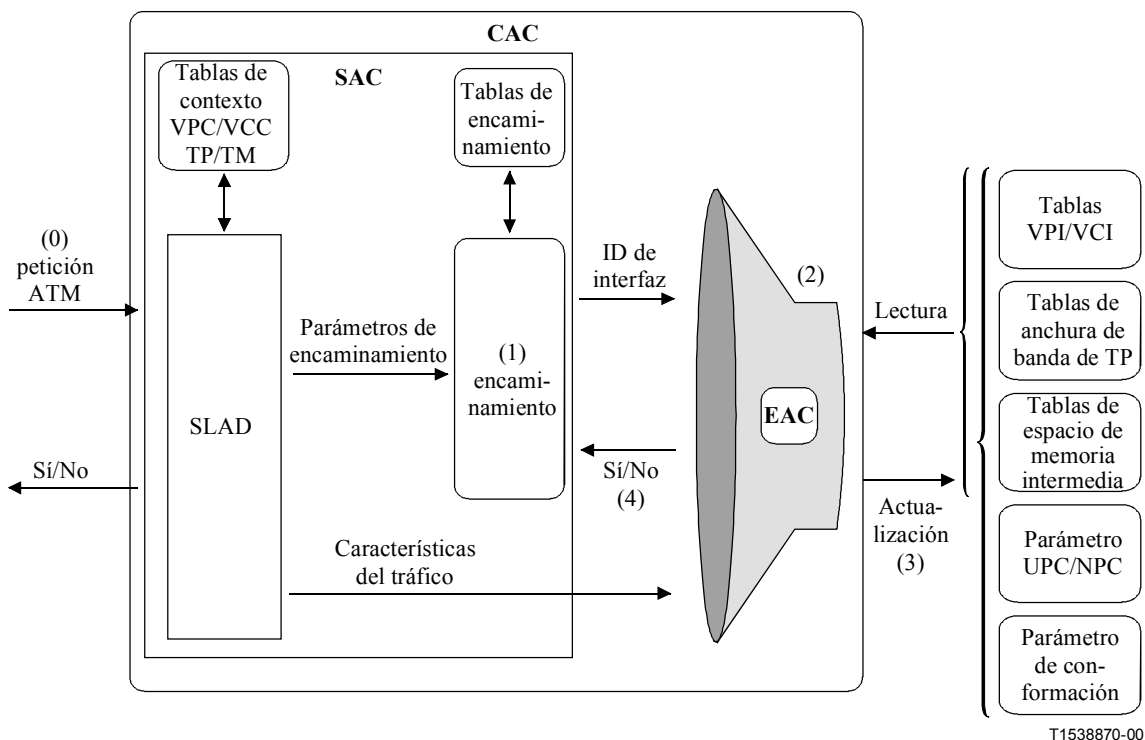 CAC
SAC
Tablas de
contexto
VPC/VCC
TP/TM
Tablas de
encami-
namiento
(0)
petición
ATM
Sí/No
SLAD
Parámetros de
encaminamiento
(1)
encami-
namiento
Características
del tráfico
ID de
interfaz
Sí/No
(4)
(2)
EAC
Lectura
Actua-
lización
(3)
Tablas
VPI/VCI
Tablas de
anchura de
banda de TP
Tablas de
espacio de
memoria
intermedia
Parámetro
UPC/NPC
Parámetro
de con-
formación
T1538870-00